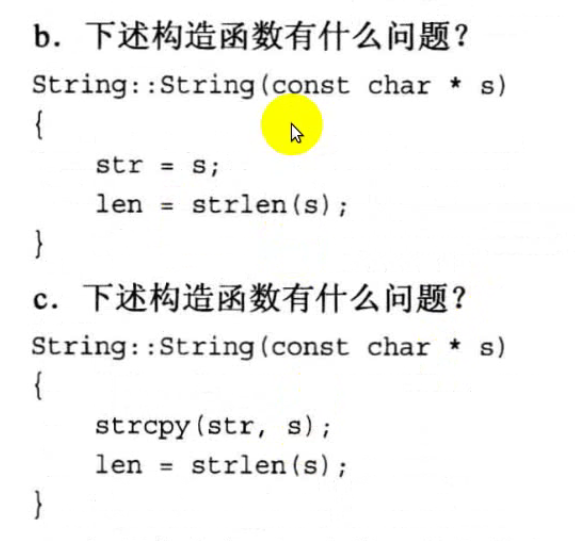 b. 下述构造函数有什么问题？
String::String(const char * s)
{
str = s;
len = strlen(s);
}
c. 下述构造函数有什么问题？
String::String(const char * s)
{
strcpy(str, s);
len = strlen(s);
}